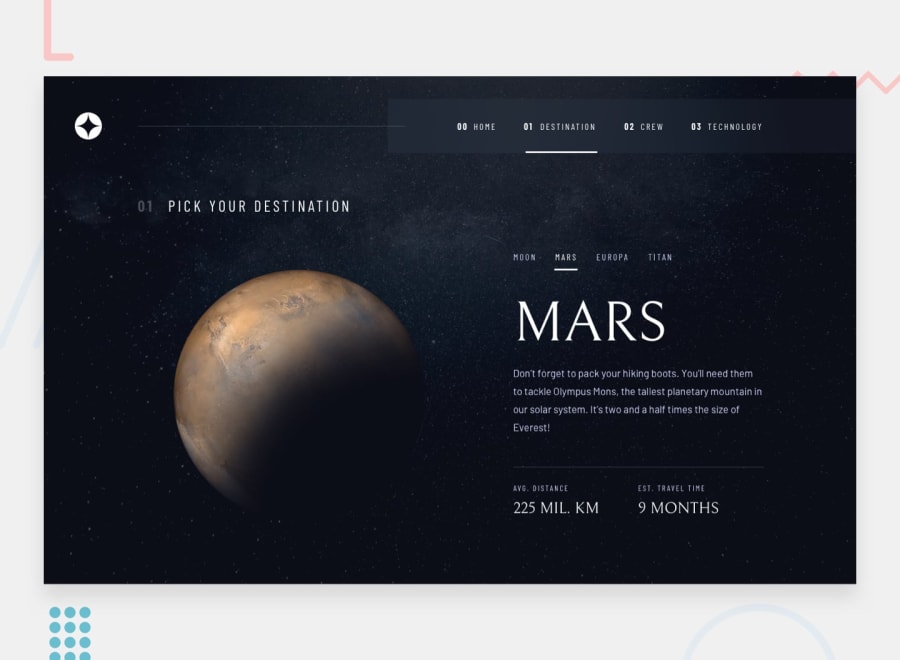 00 HOME 01 DESTINATION 02 CREW 03 TECHNOLOGY
01 PICK YOUR DESTINATION
MOON MARS EUROPA TITAN
MARS
Don't forget to pack your hiking boots. You'll need them
to tackle Olympus Mons, the tallest planetary mountain in
our solar system. It's two and a half times the size of
Everest!
AVG. DISTANCE EST. TRAVEL TIME
225 MIL. KM 9 MONTHS